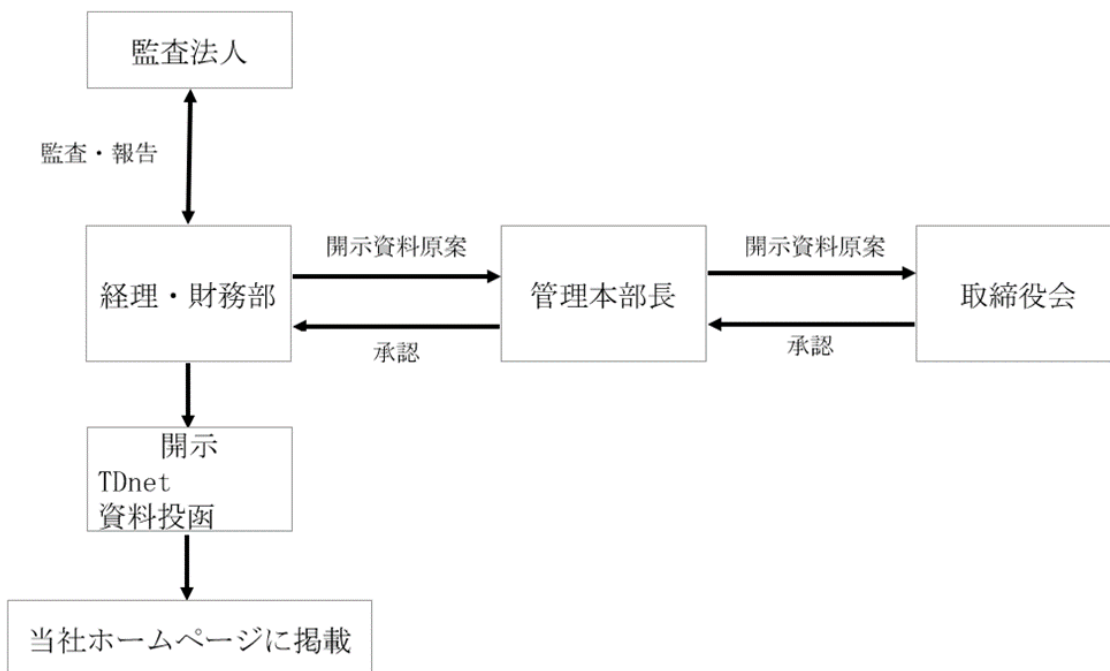 監査法人
監査・報告
経理・財務部
開示資料原案
承認
管理本部長
開示資料原案
承認
取締役会
開示
TDnet
資料投函
当社ホームページに掲載